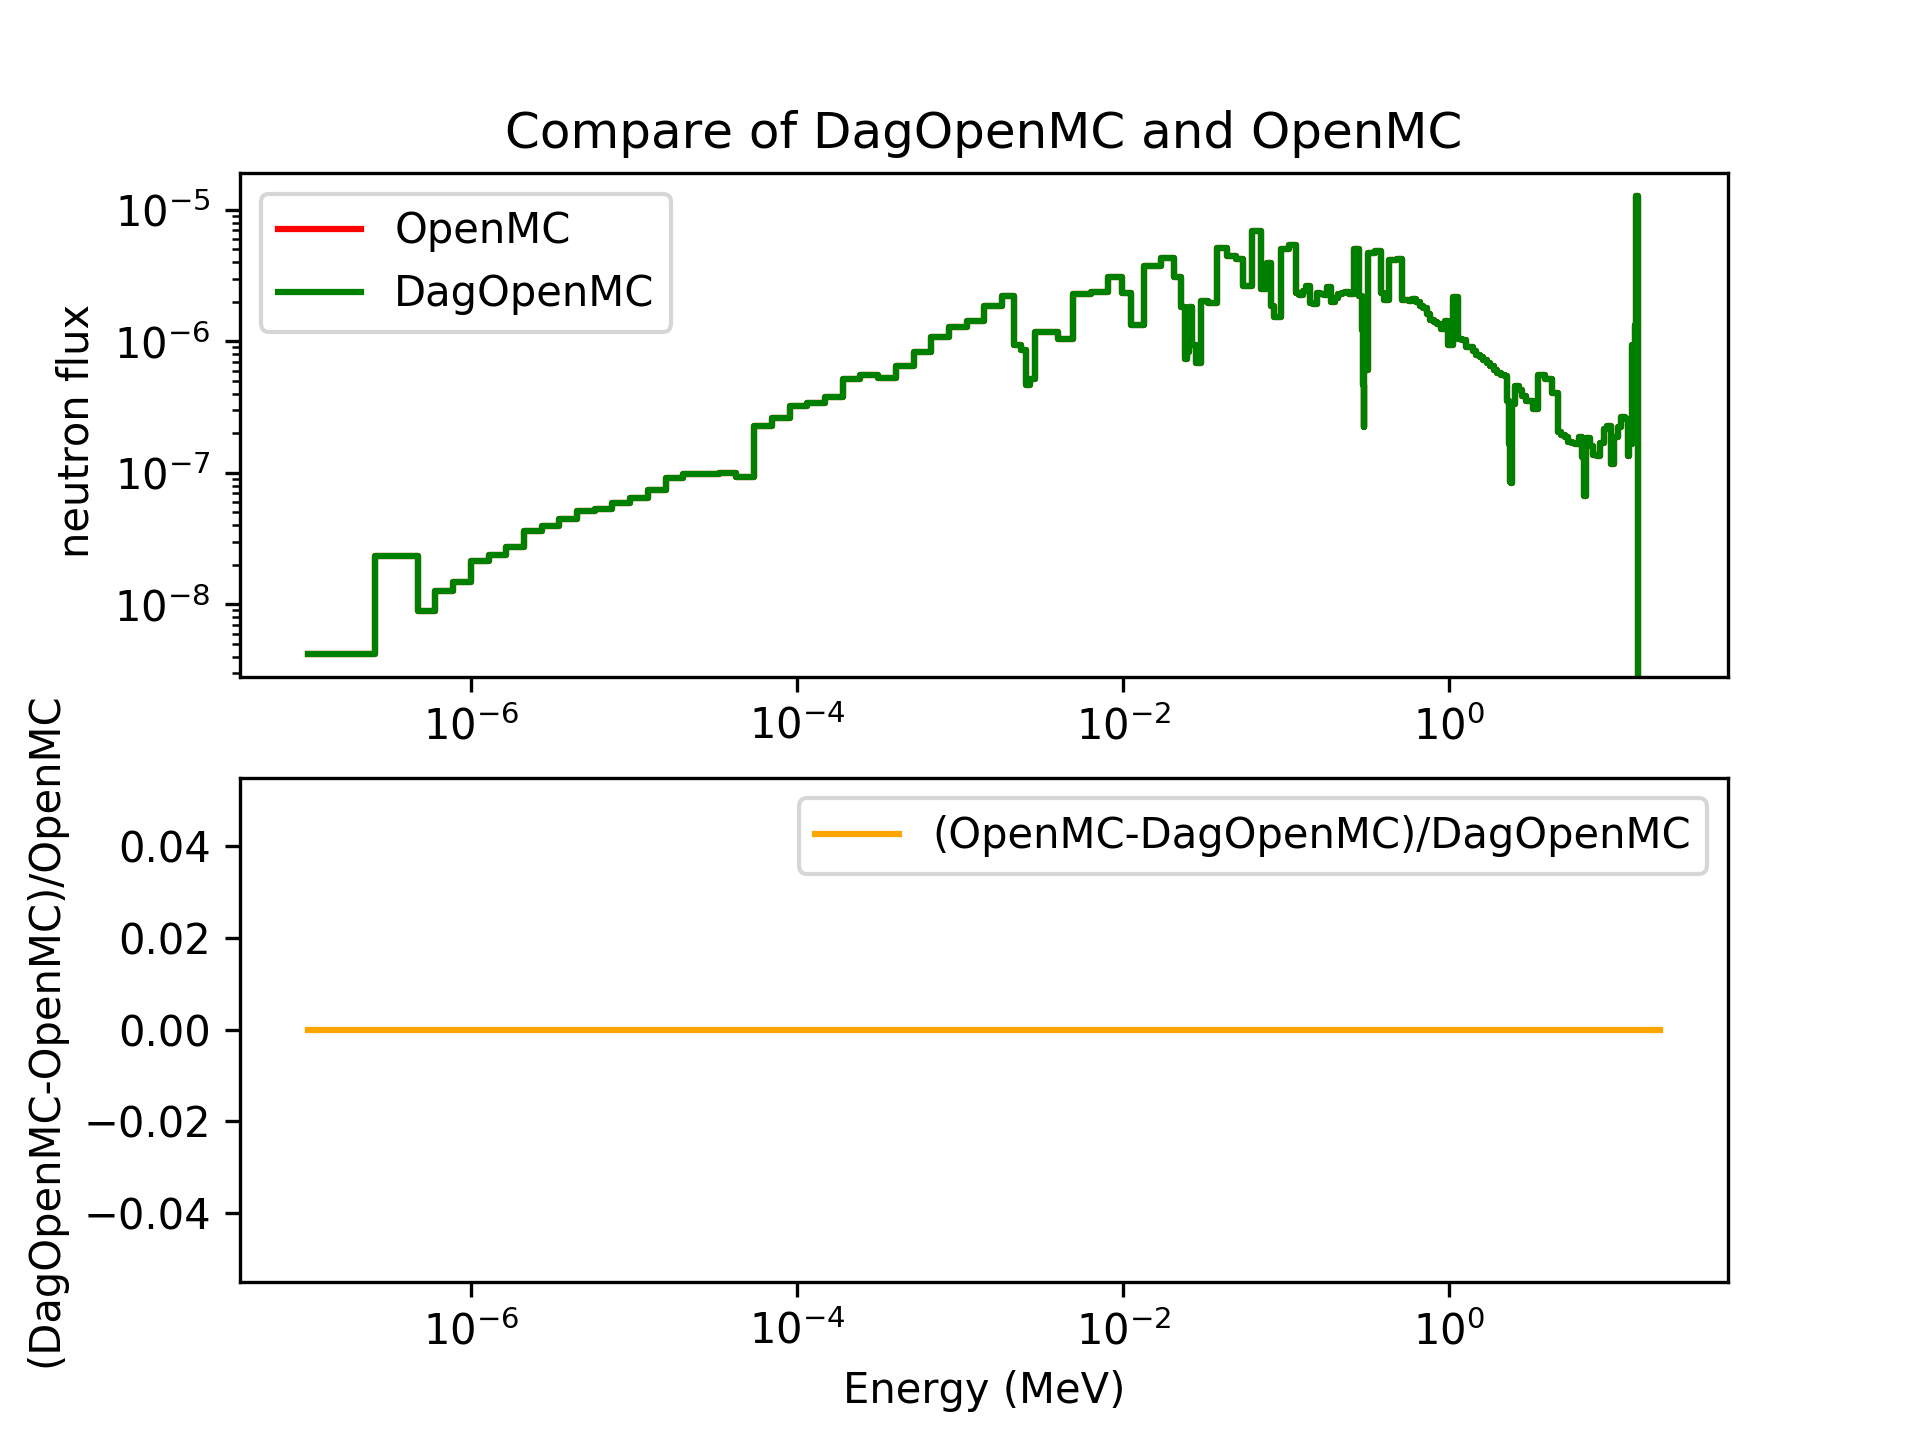 Compare of DagOpenMC and OpenMC
neutron flux
10⁻⁵
10⁻⁶
10⁻⁷
10⁻⁸
OpenMC
DagOpenMC
10⁻⁶ 10⁻⁴ 10⁻² 10⁰
(DagOpenMC-OpenMC)/OpenMC
0.04
0.02
0.00
−0.02
−0.04
(OpenMC-DagOpenMC)/DagOpenMC
10⁻⁶ 10⁻⁴ 10⁻² 10⁰
Energy (MeV)